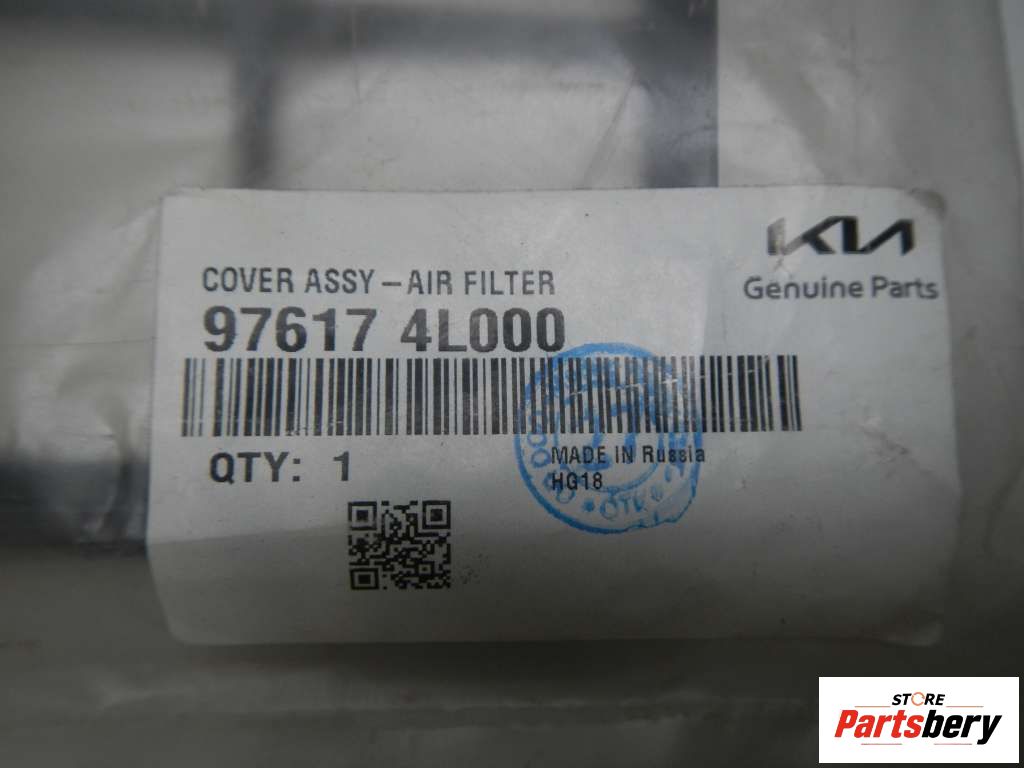 KIA
Genuine Parts
COVER ASSY – AIR FILTER
97617 4L000
QTY: 1
MADE IN Russia
HG18
STORE
Partsbery